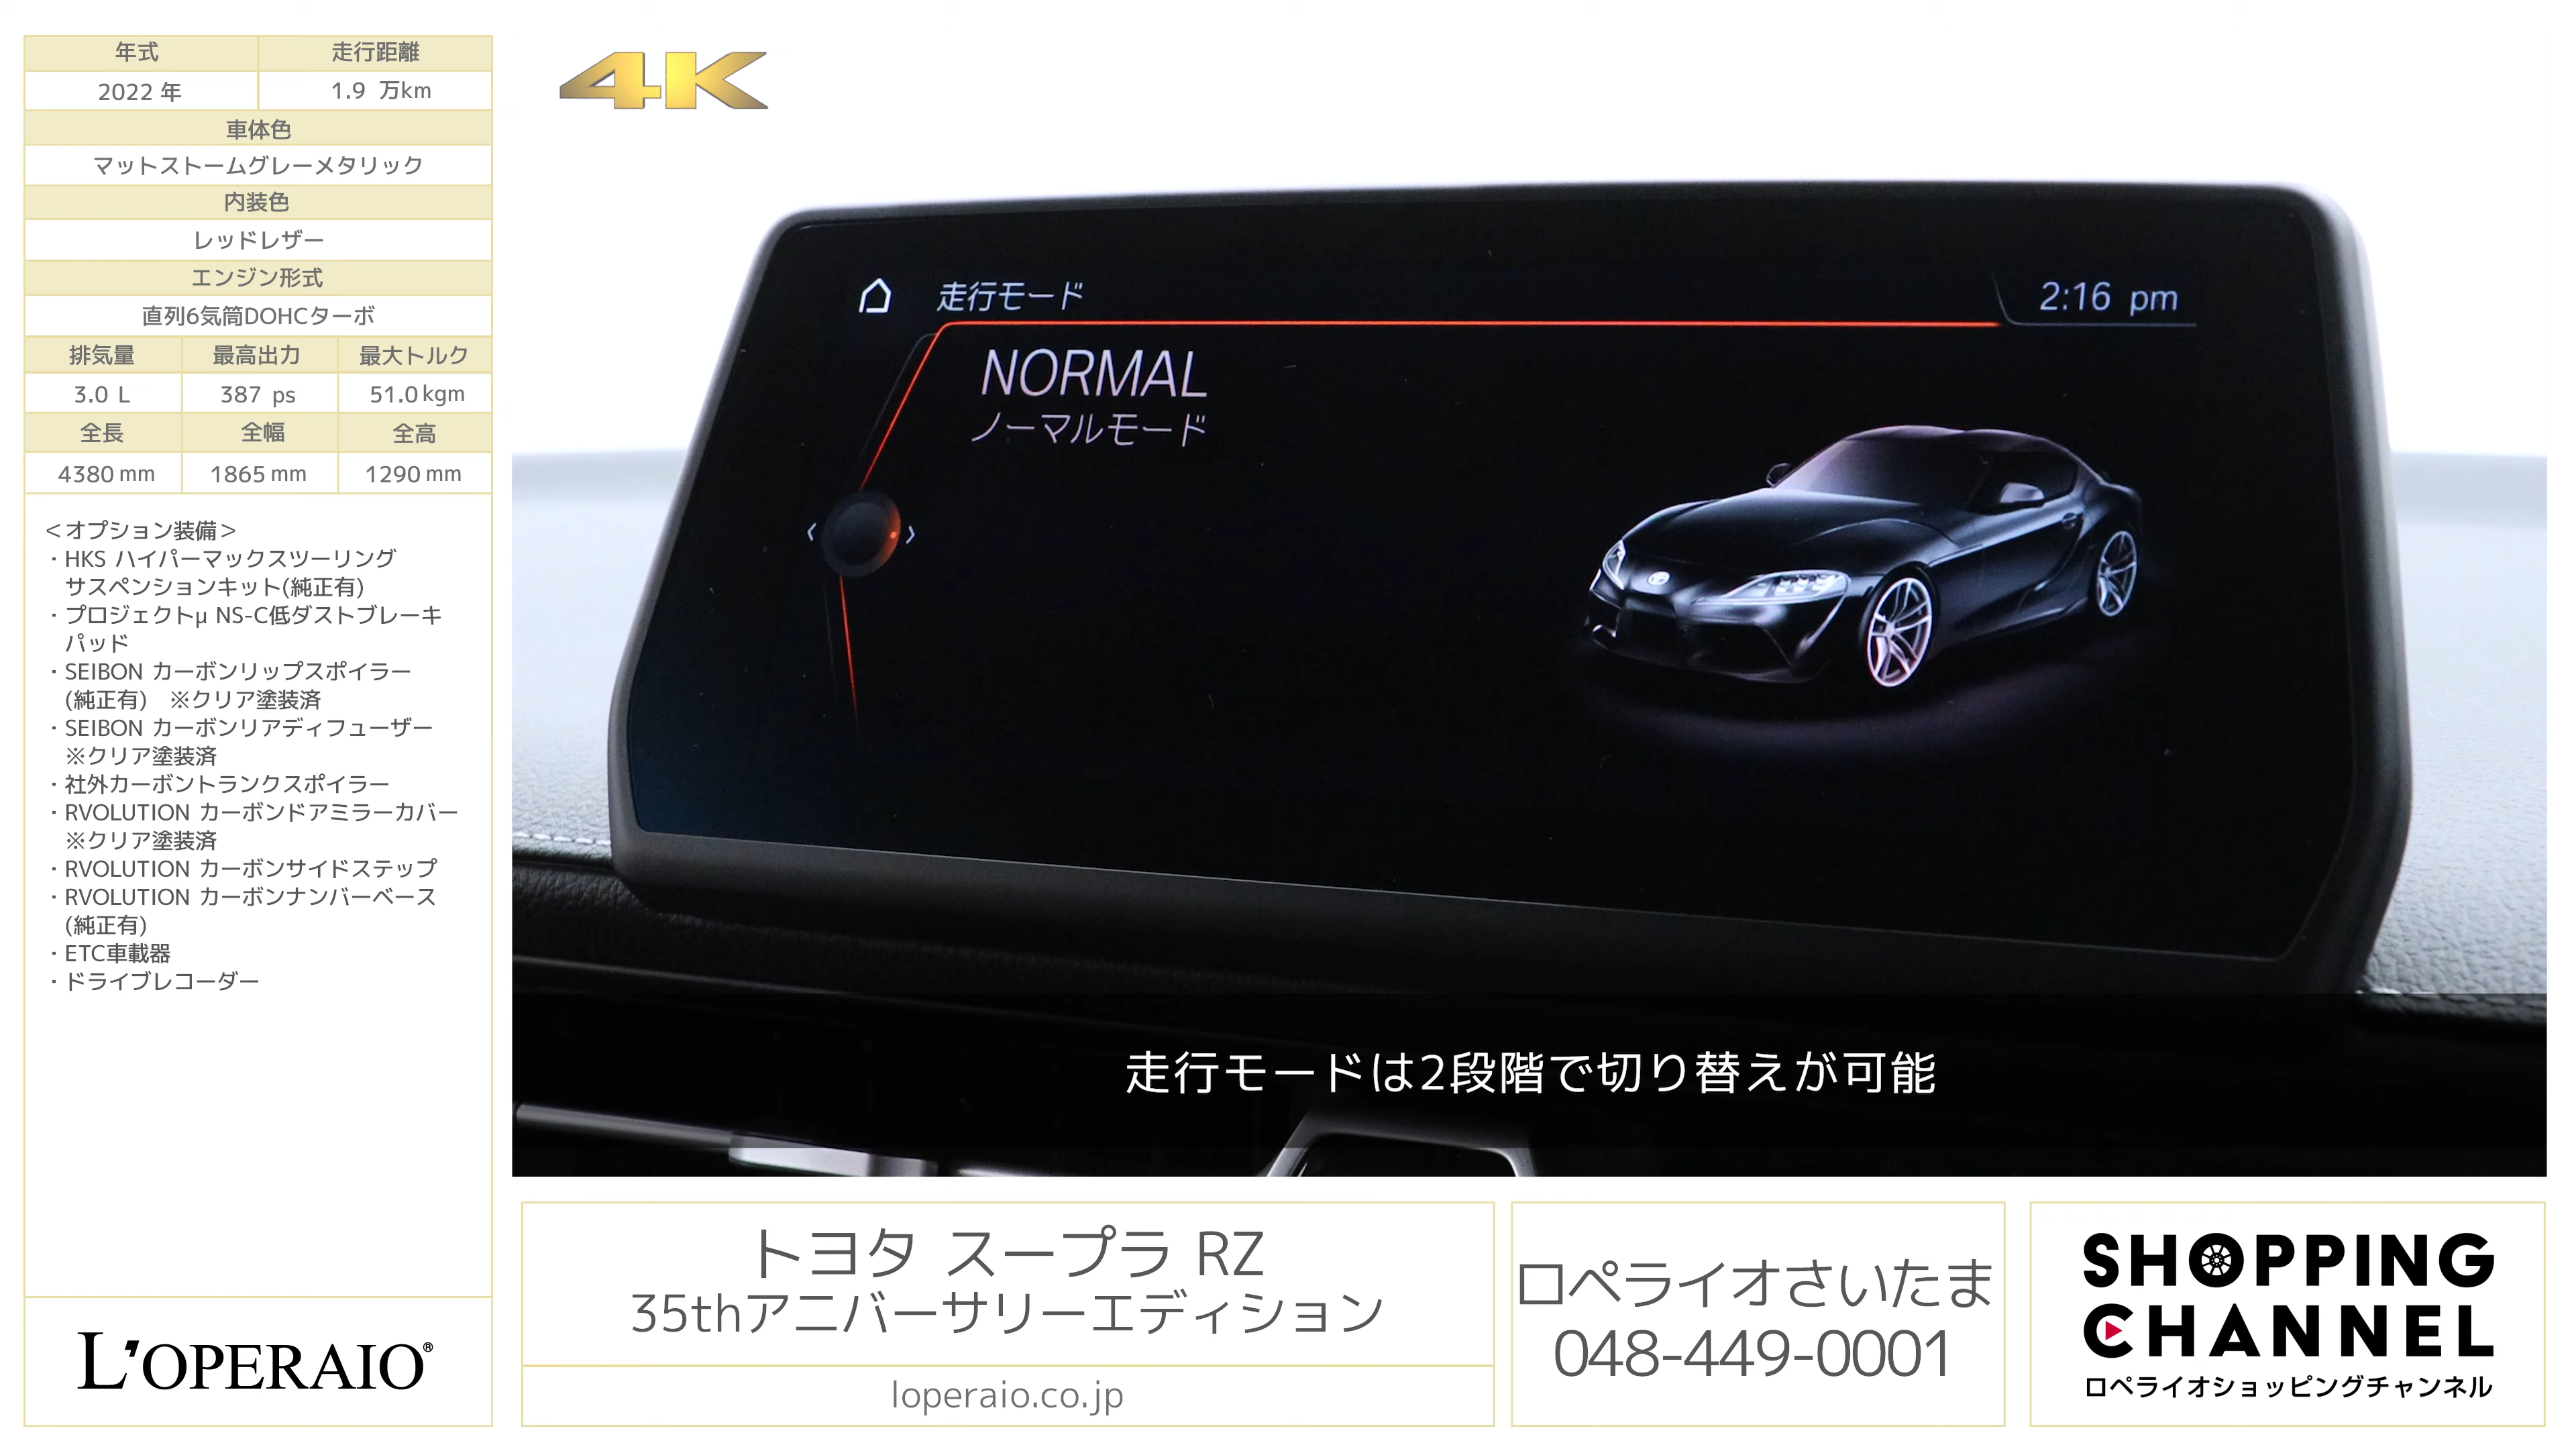 年式 走行距離
2022 年 1.9 万km
車体色
マットストームグレーメタリック
内装色
レッドレザー
エンジン形式
直列6気筒DOHCターボ
排気量 最高出力 最大トルク
3.0 L 387 ps 51.0kgm
全長 全幅 全高
4380 mm 1865 mm 1290 mm
＜オプション装備＞
・HKS ハイパーマックスツーリング
サスペンションキット(純正有)
・プロジェクトμ NS-C低ダストブレーキ
パッド
・SEIBON カーボンリップスポイラー
(純正有) ※クリア塗装済
・SEIBON カーボンリアディフューザー
※クリア塗装済
・社外カーボントランクスポイラー
・RVOLUTION カーボンドアミラーカバー
※クリア塗装済
・RVOLUTION カーボンサイドステップ
・RVOLUTION カーボンナンバーベース
(純正有)
・ETC車載器
・ドライブレコーダー
L'OPERAIO®
4K
走行モード 2:16 pm
NORMAL
ノーマルモード
走行モードは2段階で切り替えが可能
トヨタ スープラ RZ
35thアニバーサリーエディション
loperaio.co.jp
ロペライオさいたま
048-449-0001
SHOPPING
CHANNEL
ロペライオショッピングチャンネル